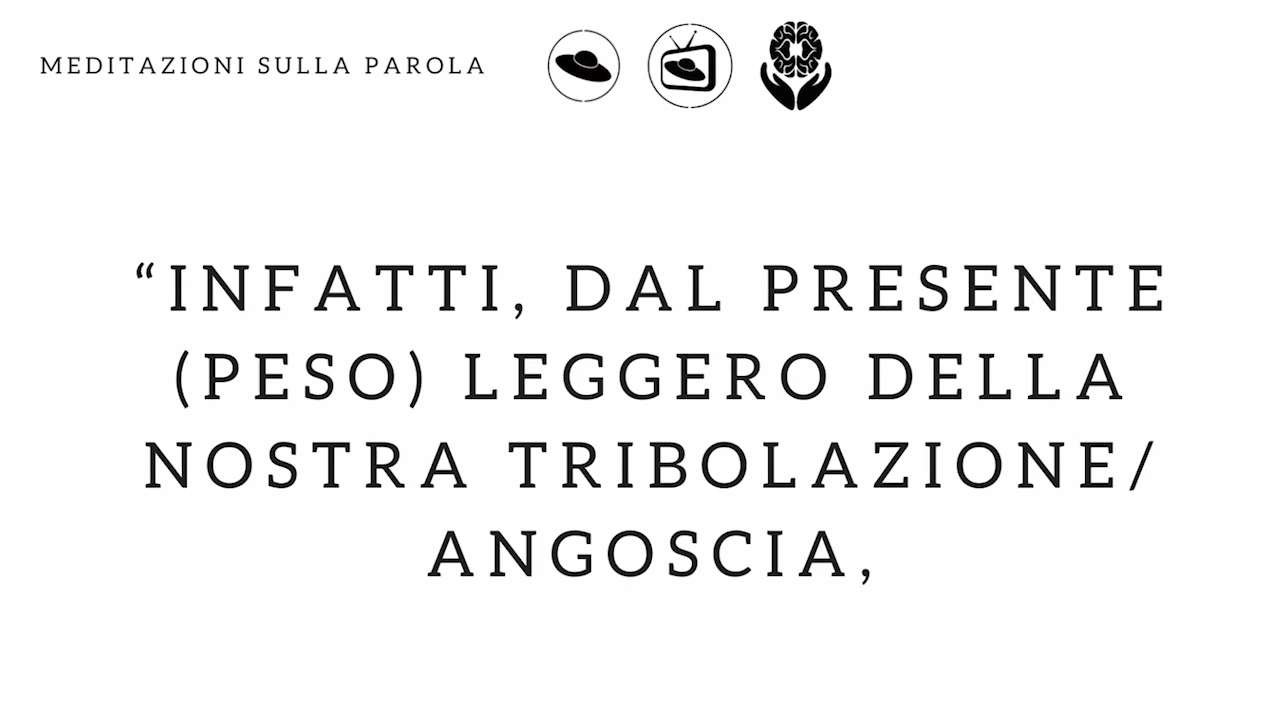 MEDITAZIONI SULLA PAROLA
“INFATTI, DAL PRESENTE
(PESO) LEGGERO DELLA
NOSTRA TRIBOLAZIONE/
ANGOSCIA,